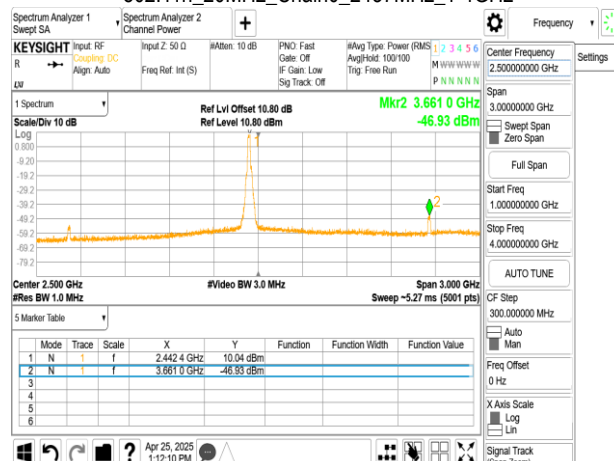 Spectrum Analyzer 1
Swept SA
Spectrum Analyzer 2
Channel Power
+
Frequency
Settings
KEYSIGHT
R
LXI
Input: RF
Coupling: DC
Align: Auto
Input Z: 50 Ω
Freq Ref: Int (S)
#Atten: 10 dB
PNO: Fast
Gate: Off
IF Gain: Low
Sig Track: Off
#Avg Type: Power (RMS
Avg|Hold: 100/100
Trig: Free Run
1 2 3 4 5 6
M W W W W W
P N N N N N
1 Spectrum
Scale/Div 10 dB
Log
Ref Lvl Offset 10.80 dB
Ref Level 10.80 dBm
Mkr2 3.661 0 GHz
-46.93 dBm
0.800
-9.20
-19.2
-29.2
-39.2
-49.2
-59.2
-69.2
-79.2
1
2
Center 2.500 GHz
#Res BW 1.0 MHz
#Video BW 3.0 MHz
Span 3.000 GHz
Sweep ~5.27 ms (5001 pts)
5 Marker Table
Mode Trace Scale X Y Function Function Width Function Value
1 N 1 f 2.442 4 GHz 10.04 dBm
2 N 1 f 3.661 0 GHz -46.93 dBm
3
4
5
6
Apr 25, 2025
1:12:10 PM
Center Frequency
2.500000000 GHz
Span
3.00000000 GHz
Swept Span
Zero Span
Full Span
Start Freq
1.000000000 GHz
Stop Freq
4.000000000 GHz
AUTO TUNE
CF Step
300.000000 MHz
Auto
Man
Freq Offset
0 Hz
X Axis Scale
Log
Lin
Signal Track